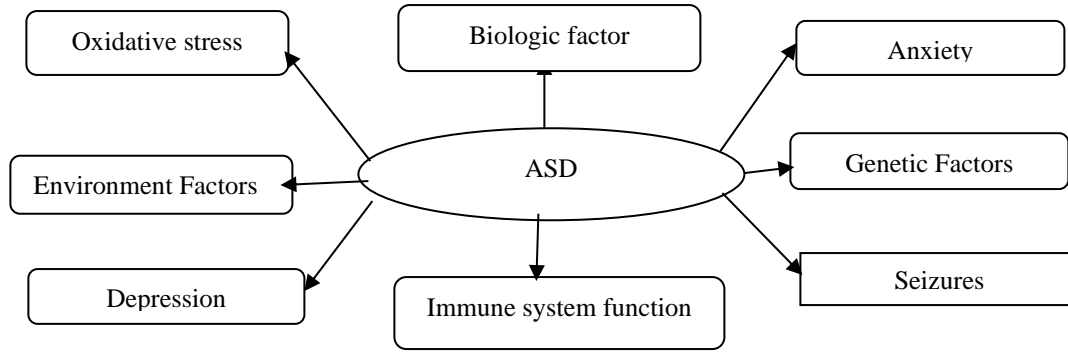 Oxidative stress
Biologic factor
Anxiety
Environment Factors
ASD
Genetic Factors
Depression
Immune system function
Seizures